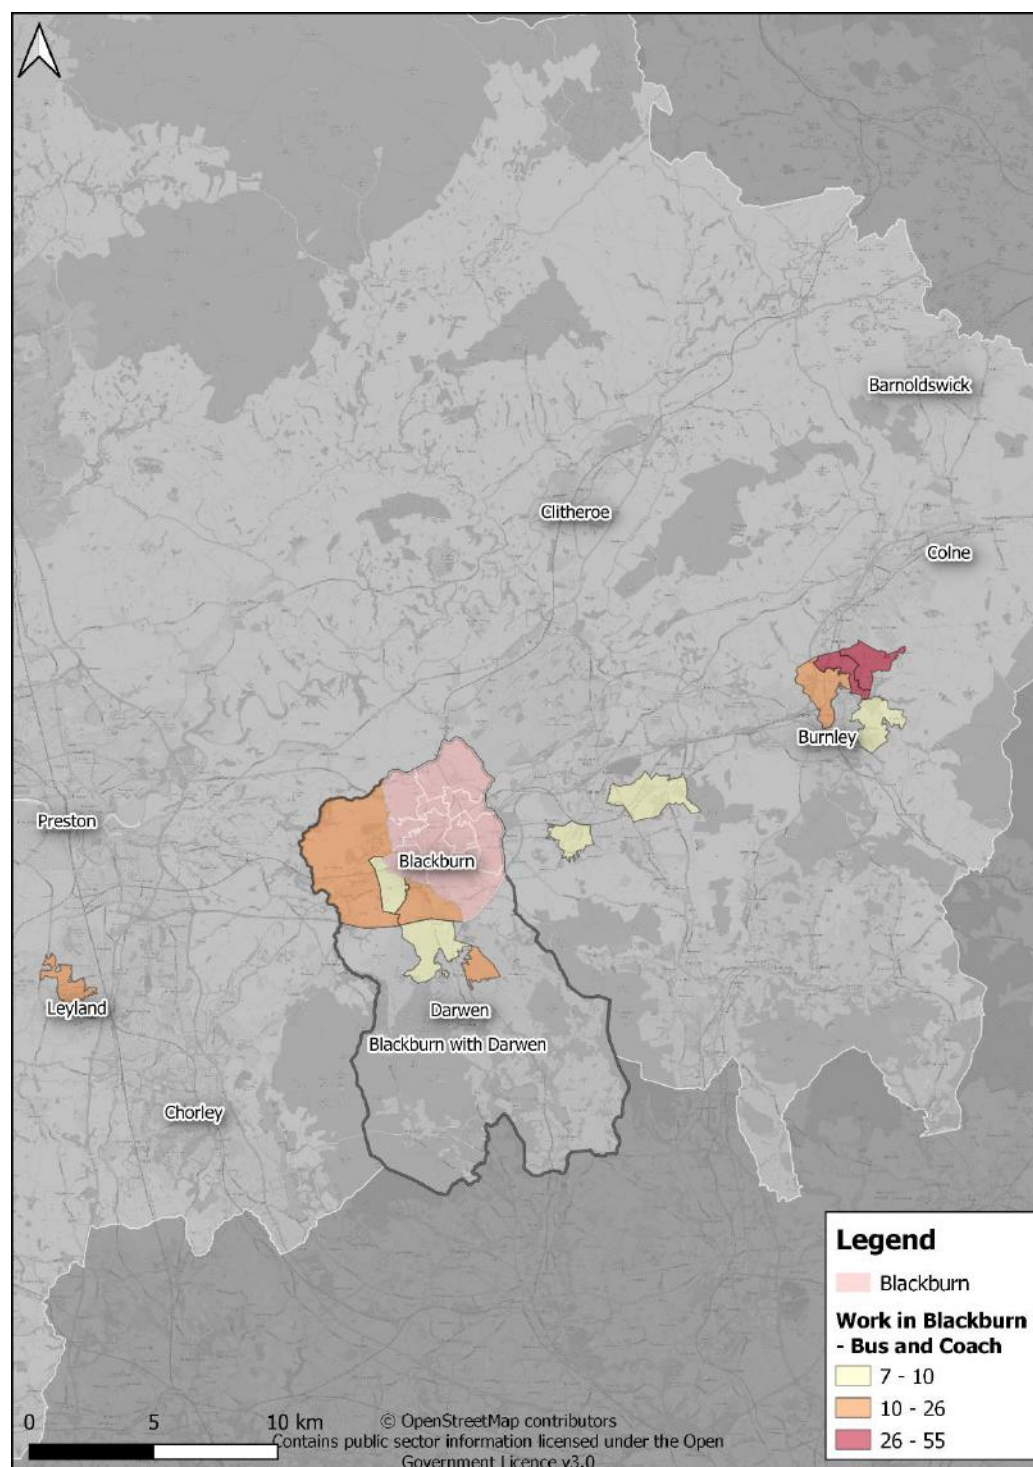 Barnoldswick
Clitheroe
Colne
Burnley
Preston
Blackburn
Leyland
Darwen
Blackburn with Darwen
Chorley
Legend
Blackburn
Work in Blackburn
- Bus and Coach
7 - 10
10 - 26
26 - 55
0 5 10 km
© OpenStreetMap contributors
Contains public sector information licensed under the Open
Government Licence v3.0